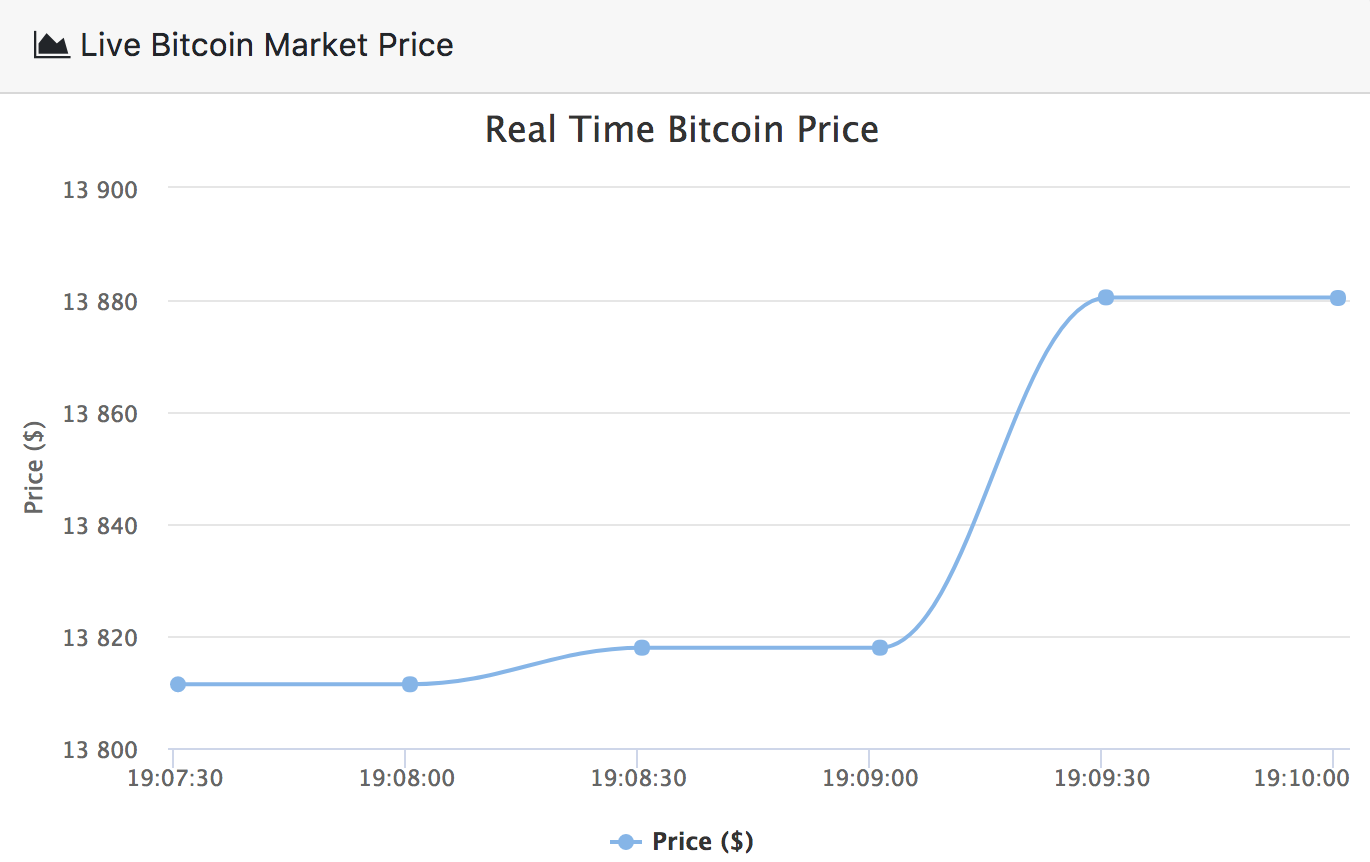 Live Bitcoin Market Price
Real Time Bitcoin Price
13 900
13 880
13 860
13 840
13 820
13 800
Price ($)
19:07:30 19:08:00 19:08:30 19:09:00 19:09:30 19:10:00
Price ($)